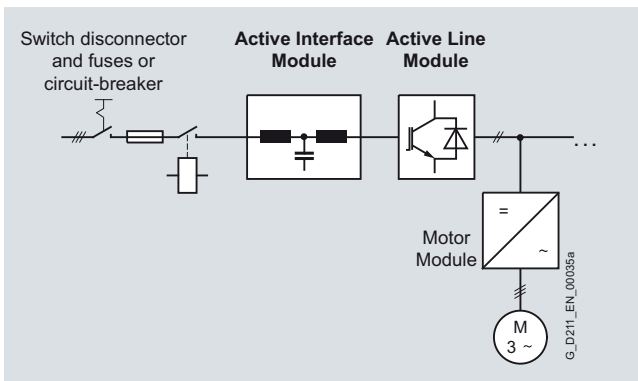 Switch disconnector
and fuses or
circuit-breaker
Active Interface
Module
Active Line
Module
...
=
~
Motor
Module
M
3 ~
G_D211_EN_00035a